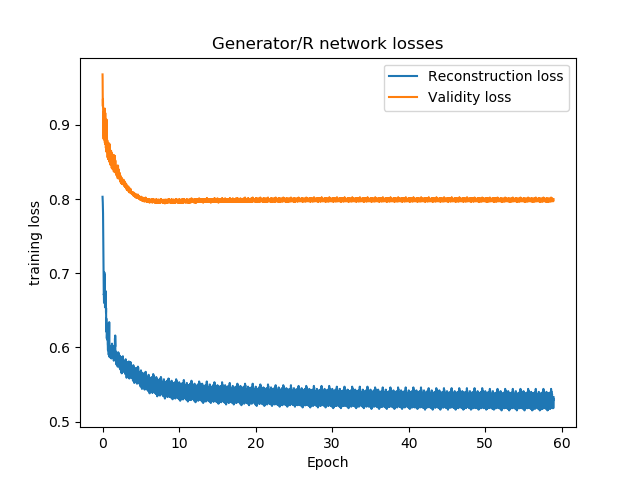 Generator/R network losses
Reconstruction loss
Validity loss
0.9
0.8
0.7
0.6
0.5
training loss
0 10 20 30 40 50 60
Epoch